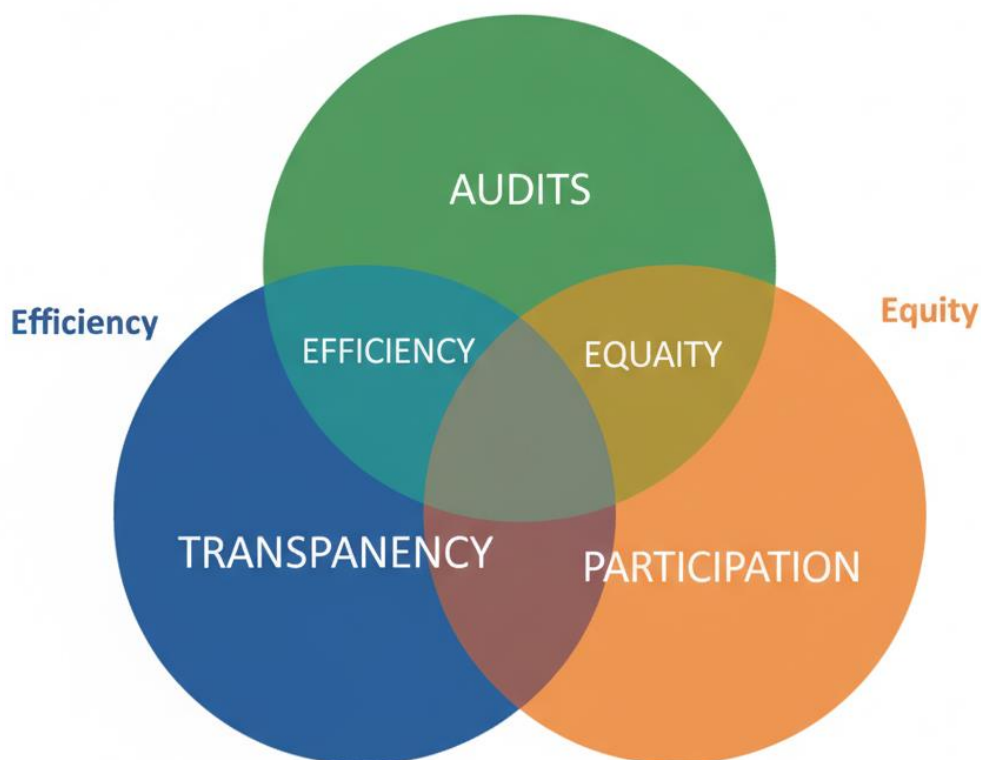 AUDITS
Efficiency
Equity
EFFICIENCY
EQUAITY
TRANSPANENCY
PARTICIPATION